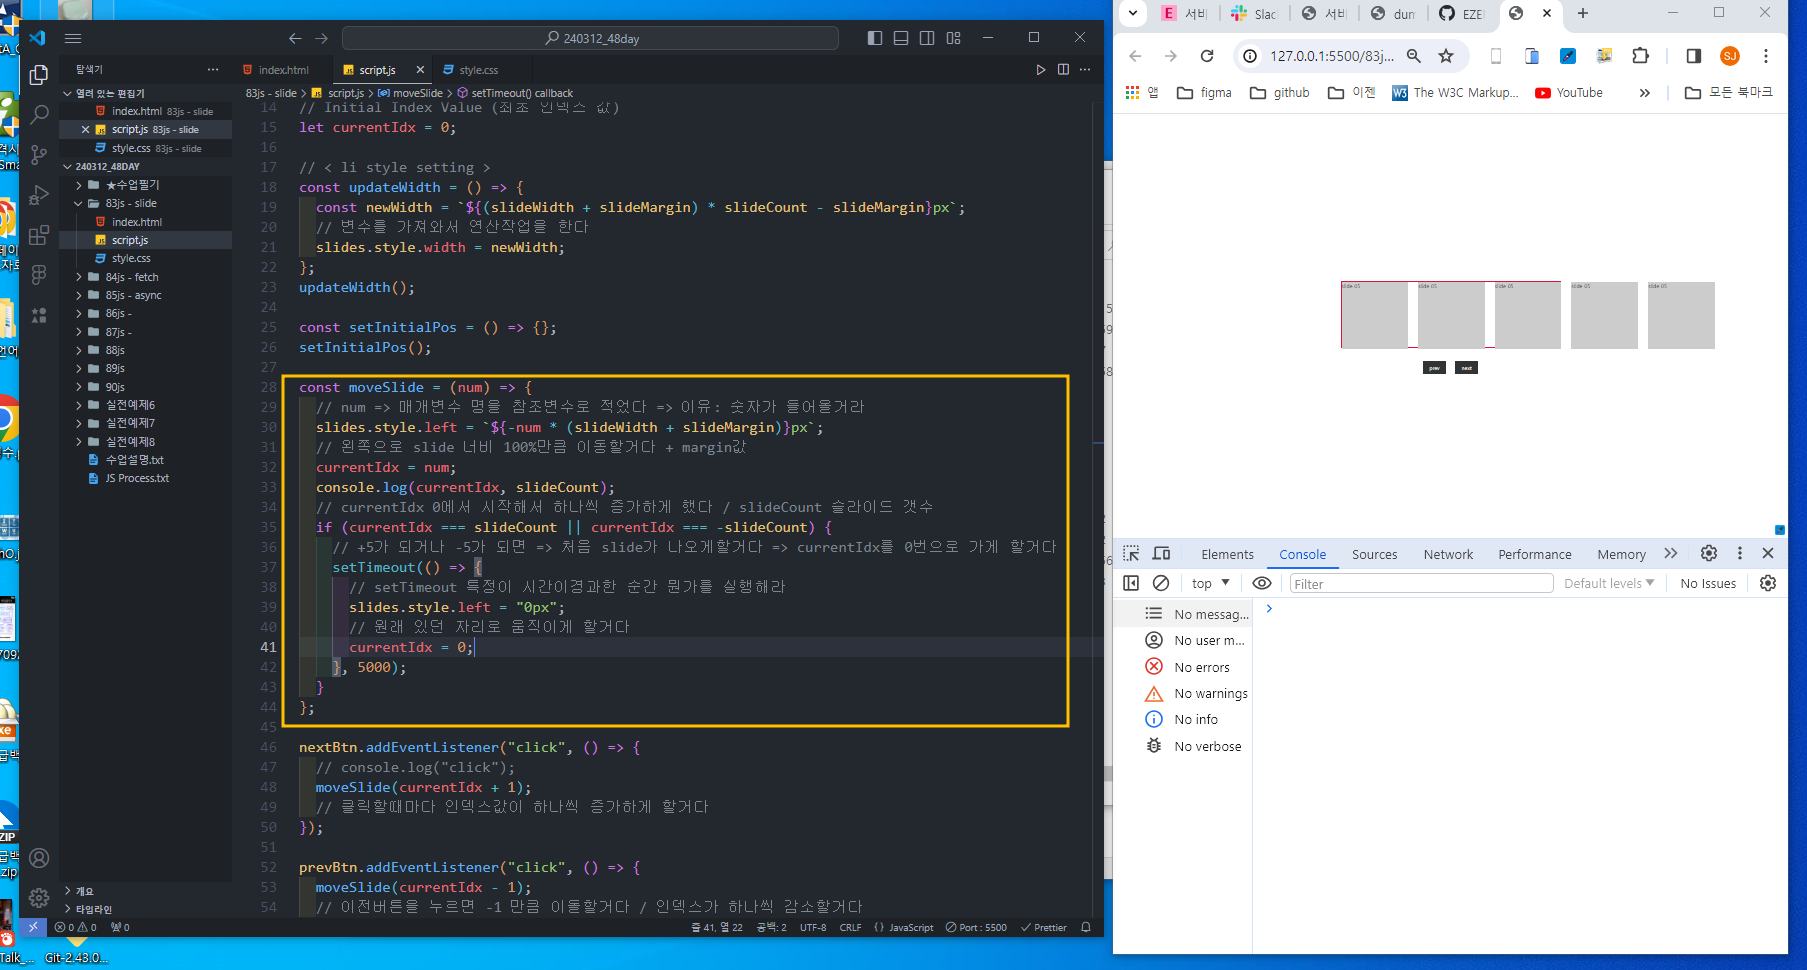 240312_48day
탐색기
열려 있는 편집기
index.html 83js - slide
script.js 83js - slide
style.css 83js - slide
240312_48DAY
★수업필기
83js - slide
index.html
script.js
style.css
84js - fetch
85js - async
86js -
87js -
88js
89js
90js
실전예제6
실전예제7
실전예제8
수업설명.txt
JS Process.txt
개요
타임라인
index.html
script.js
style.css
83js - slide > script.js > moveSlide > setTimeout() callback
14 // Initial Index Value (최초 인덱스 값)
15 let currentIdx = 0;
16
17 // < li style setting >
18 const updateWidth = () => {
19 const newWidth = `${(slideWidth + slideMargin) * slideCount - slideMargin}px`;
20 // 변수를 가져와서 연산작업을 한다
21 slides.style.width = newWidth;
22 };
23 updateWidth();
24
25 const setInitialPos = () => {};
26 setInitialPos();
27
28 const moveSlide = (num) => {
29 // num => 매개변수 명을 참조변수로 적었다 => 이유: 숫자가 들어올거라
30 slides.style.left = `${-num * (slideWidth + slideMargin)}px`;
31 // 왼쪽으로 slide 너비 100%만큼 이동할거다 + margin값
32 currentIdx = num;
33 console.log(currentIdx, slideCount);
34 // currentIdx 0에서 시작해서 하나씩 증가하게 했다 / slideCount 슬라이드 갯수
35 if (currentIdx === slideCount || currentIdx === -slideCount) {
36 // +5가 되거나 -5가 되면 => 처음 slide가 나오게할거다 => currentIdx를 0번으로 가게 할거다
37 setTimeout(() => {
38 // setTimeout 특정이 시간이경과한 순간 뭔가를 실행해라
39 slides.style.left = "0px";
40 // 원래 있던 자리로 움직이게 할거다
41 currentIdx = 0;
42 }, 5000);
43 }
44 };
45
46 nextBtn.addEventListener("click", () => {
47 // console.log("click");
48 moveSlide(currentIdx + 1);
49 // 클릭할때마다 인덱스값이 하나씩 증가하게 할거다
50 });
51
52 prevBtn.addEventListener("click", () => {
53 moveSlide(currentIdx - 1);
54 // 이전버튼을 누르면 -1 만큼 이동할거다 / 인덱스가 하나씩 감소할거다
0 0 0
줄 41, 열 22 공백: 2 UTF-8 CRLF {} JavaScript Port : 5500 Prettier
Git-2.43.0...
E 서비 Slac 서비 dun EZE
127.0.0.1:5500/83j... SJ
앱 figma github 이젠 W3 The W3C Markup... YouTube » 모든 북마크
slide 05 slide 05 slide 05 slide 05 slide 05
prev next
Elements Console Sources Network Performance Memory
top Filter Default levels No Issues
No messag...
No user m...
No errors
No warnings
No info
No verbose